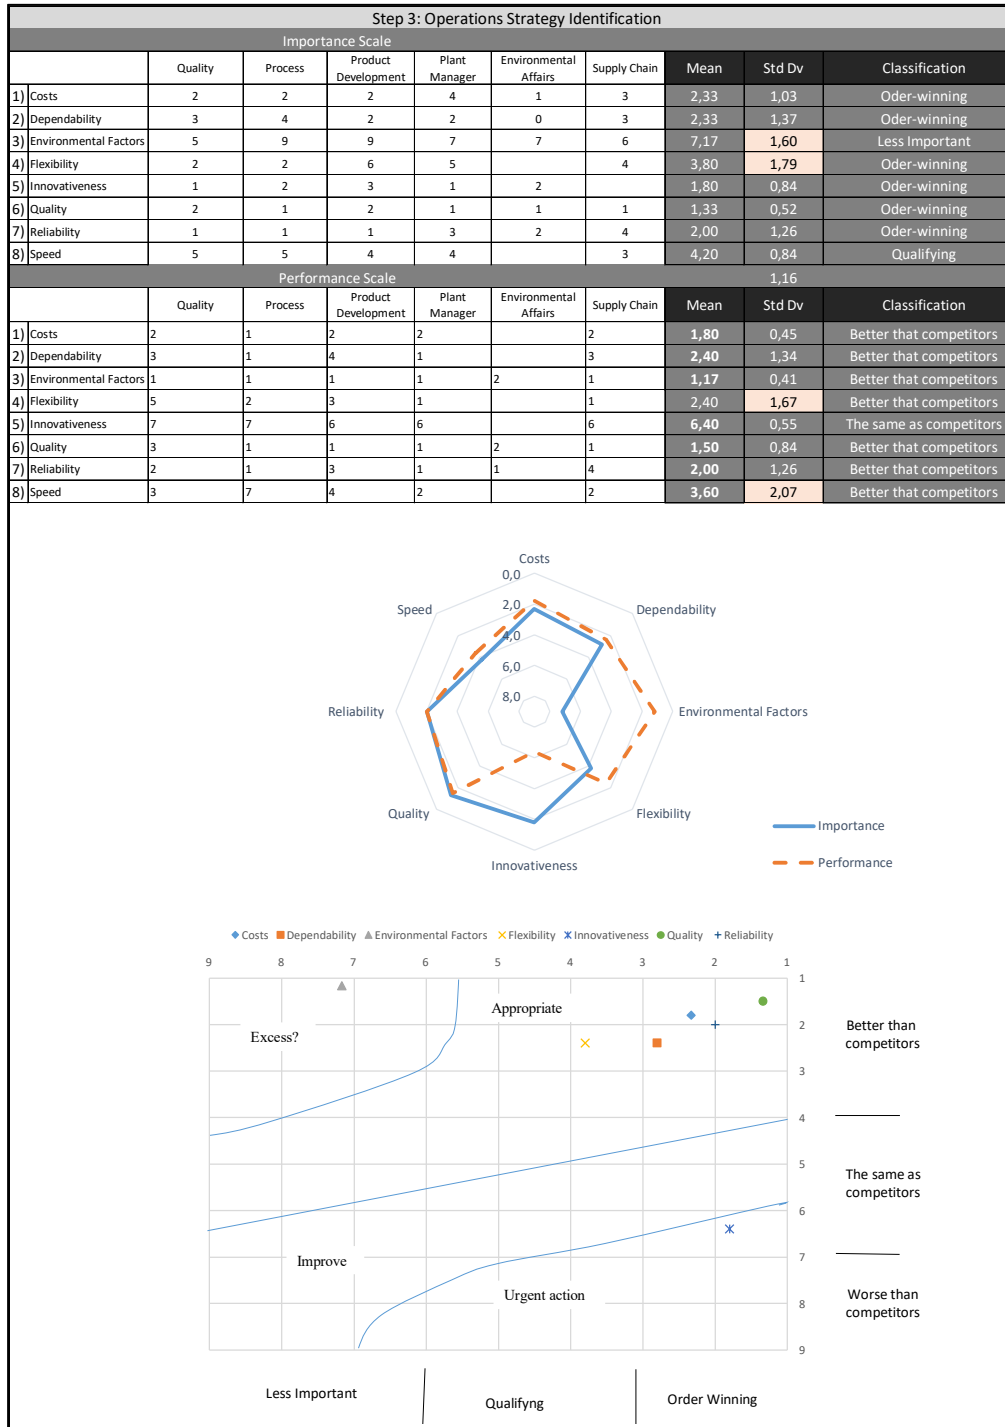 Step 3: Operations Strategy Identification
Importance Scale
Quality Process Product Development Plant Manager Environmental Affairs Supply Chain Mean Std Dv Classification
1) Costs 2 2 2 4 1 3 2,33 1,03 Oder-winning
2) Dependability 3 4 2 2 0 3 2,33 1,37 Oder-winning
3) Environmental Factors 5 9 9 7 7 6 7,17 1,60 Less Important
4) Flexibility 2 2 6 5 4 3,80 1,79 Oder-winning
5) Innovativeness 1 2 3 1 2 1,80 0,84 Oder-winning
6) Quality 2 1 2 1 1 1 1,33 0,52 Oder-winning
7) Reliability 1 1 1 3 2 4 2,00 1,26 Oder-winning
8) Speed 5 5 4 4 3 4,20 0,84 Qualifying
Performance Scale 1,16
Quality Process Product Development Plant Manager Environmental Affairs Supply Chain Mean Std Dv Classification
1) Costs 2 1 2 2 2 1,80 0,45 Better that competitors
2) Dependability 3 1 4 1 3 2,40 1,34 Better that competitors
3) Environmental Factors 1 1 1 1 2 1 1,17 0,41 Better that competitors
4) Flexibility 5 2 3 1 1 2,40 1,67 Better that competitors
5) Innovativeness 7 7 6 6 6 6,40 0,55 The same as competitors
6) Quality 3 1 1 1 2 1 1,50 0,84 Better that competitors
7) Reliability 2 1 3 1 1 4 2,00 1,26 Better that competitors
8) Speed 3 7 4 2 2 3,60 2,07 Better that competitors
Costs
0,0
Speed 2,0 Dependability
4,0
6,0
8,0
Reliability Environmental Factors
Quality Flexibility
Innovativeness
Importance
Performance
Costs Dependability Environmental Factors Flexibility Innovativeness Quality Reliability
9 8 7 6 5 4 3 2 1
1
Appropriate
Excess?
2
Better than
competitors
3
4
5
The same as
competitors
6
Improve
7
Urgent action
8
Worse than
competitors
9
Less Important
Qualifyng
Order Winning